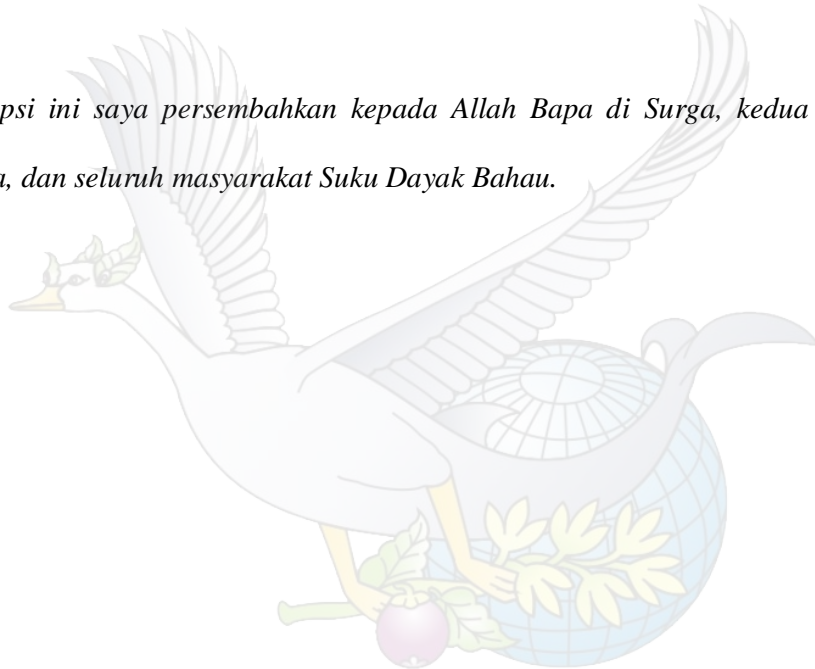 psi ini saya persembahkan kepada Allah Bapa di Surga, kedua
, dan seluruh masyarakat Suku Dayak Bahau.